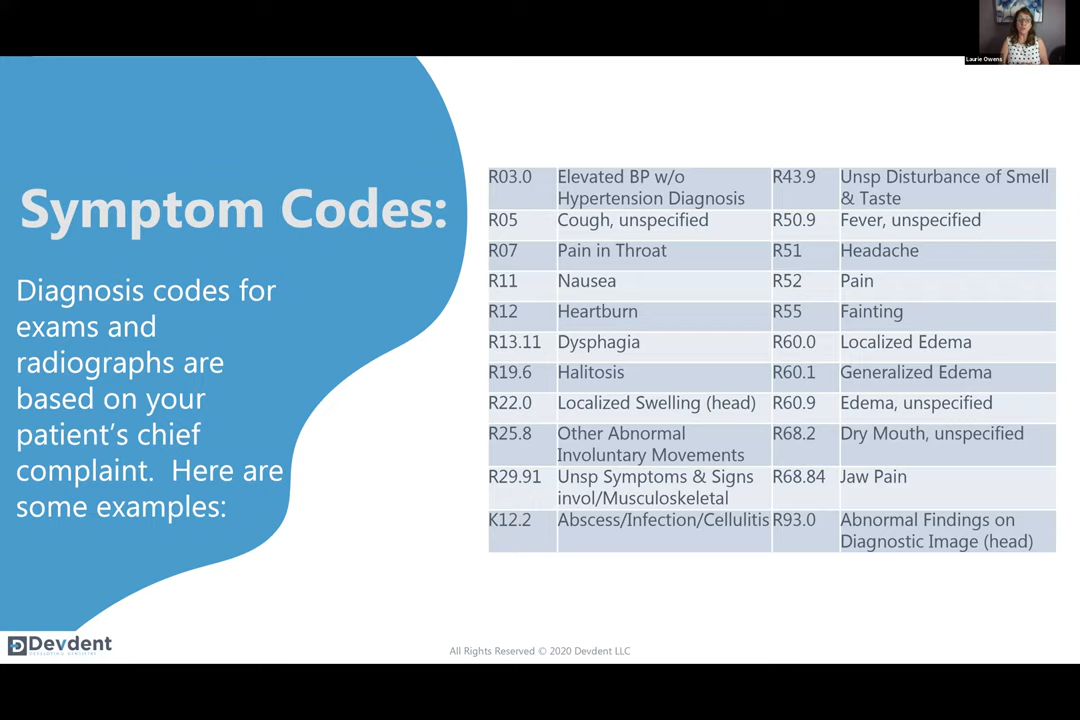 Laurie Owens
Symptom Codes:
Diagnosis codes for
exams and
radiographs are
based on your
patient's chief
complaint.  Here are
some examples:
R03.0 Elevated BP w/o Hypertension Diagnosis R43.9 Unsp Disturbance of Smell & Taste
R05 Cough, unspecified R50.9 Fever, unspecified
R07 Pain in Throat R51 Headache
R11 Nausea R52 Pain
R12 Heartburn R55 Fainting
R13.11 Dysphagia R60.0 Localized Edema
R19.6 Halitosis R60.1 Generalized Edema
R22.0 Localized Swelling (head) R60.9 Edema, unspecified
R25.8 Other Abnormal Involuntary Movements R68.2 Dry Mouth, unspecified
R29.91 Unsp Symptoms & Signs invol/Musculoskeletal R68.84 Jaw Pain
K12.2 Abscess/Infection/Cellulitis R93.0 Abnormal Findings on Diagnostic Image (head)
Devdent
All Rights Reserved © 2020 Devdent LLC